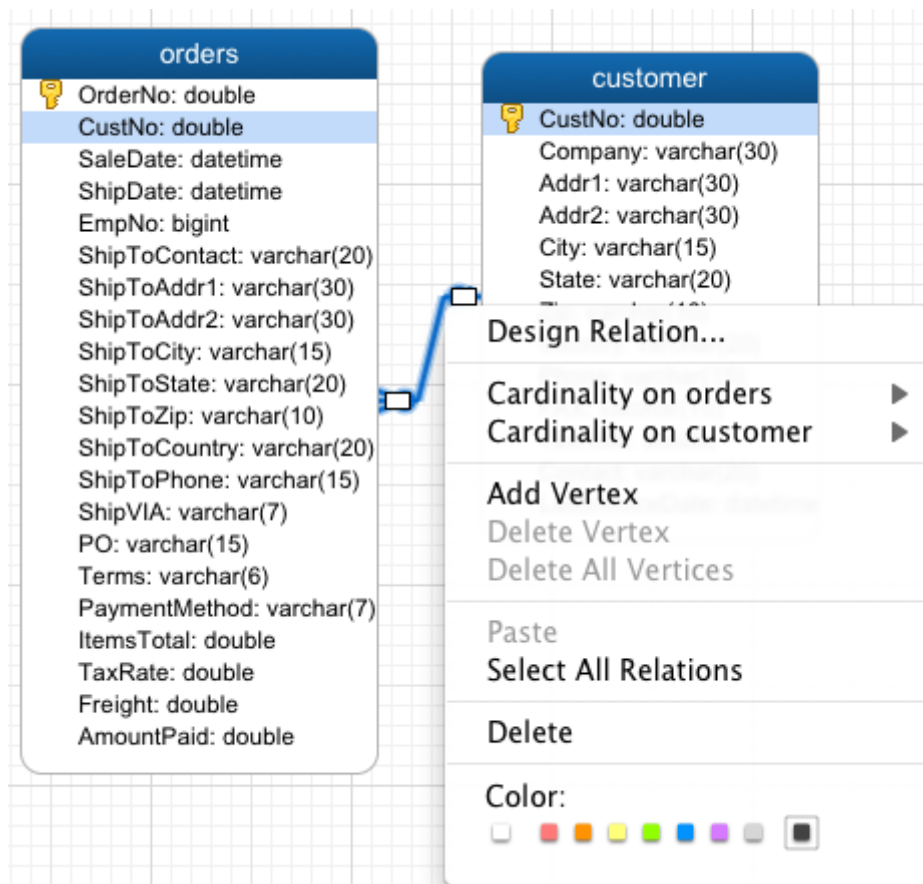 orders
OrderNo: double
CustNo: double
SaleDate: datetime
ShipDate: datetime
EmpNo: bigint
ShipToContact: varchar(20)
ShipToAddr1: varchar(30)
ShipToAddr2: varchar(30)
ShipToCity: varchar(15)
ShipToState: varchar(20)
ShipToZip: varchar(10)
ShipToCountry: varchar(20)
ShipToPhone: varchar(15)
ShipVIA: varchar(7)
PO: varchar(15)
Terms: varchar(6)
PaymentMethod: varchar(7)
ItemsTotal: double
TaxRate: double
Freight: double
AmountPaid: double
customer
CustNo: double
Company: varchar(30)
Addr1: varchar(30)
Addr2: varchar(30)
City: varchar(15)
State: varchar(20)
Design Relation...
Cardinality on orders
Cardinality on customer
Add Vertex
Delete Vertex
Delete All Vertices
Paste
Select All Relations
Delete
Color: